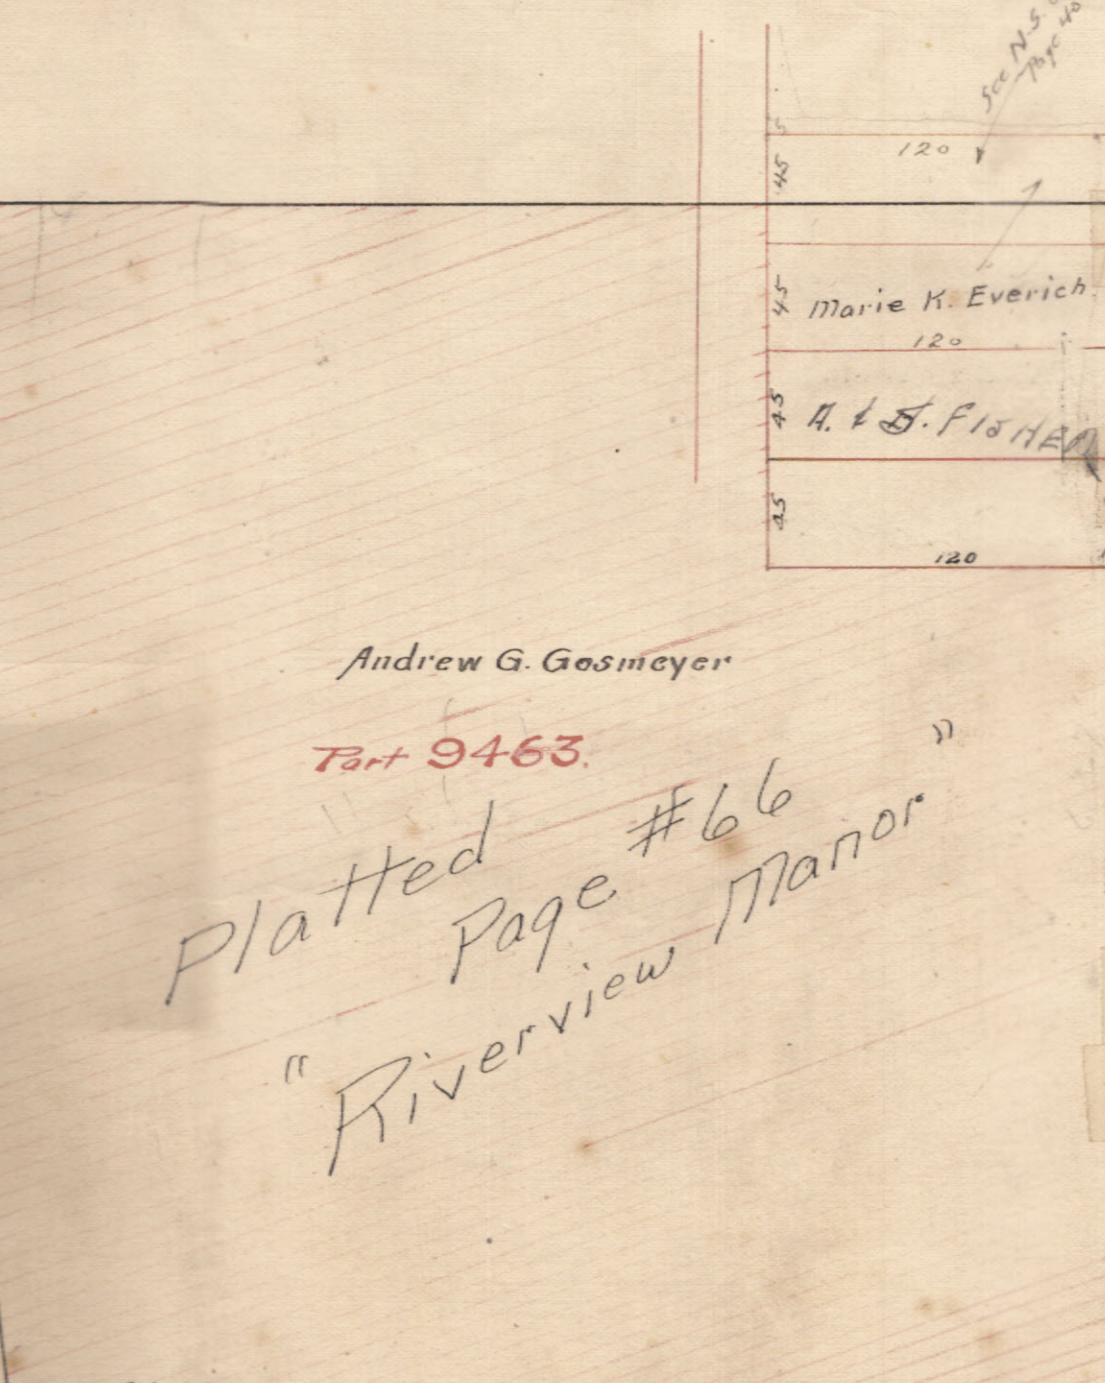 See N.S.
Page 40
5
120
45
45
Marie K. Everich.
120
45
A. & J. FISHER
45
120
Andrew G. Gosmeyer
Part 9463.
Platted
Page #66
"Riverview Manor"